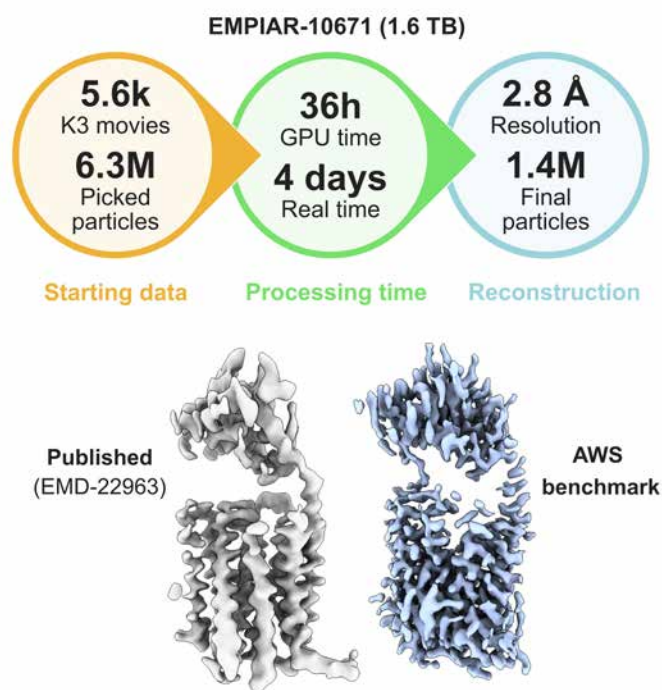 EMPIAR-10671 (1.6 TB)
5.6k
K3 movies
6.3M
Picked
particles
36h
GPU time
4 days
Real time
2.8 Å
Resolution
1.4M
Final
particles
Starting data
Processing time
Reconstruction
Published
(EMD-22963)
AWS
benchmark